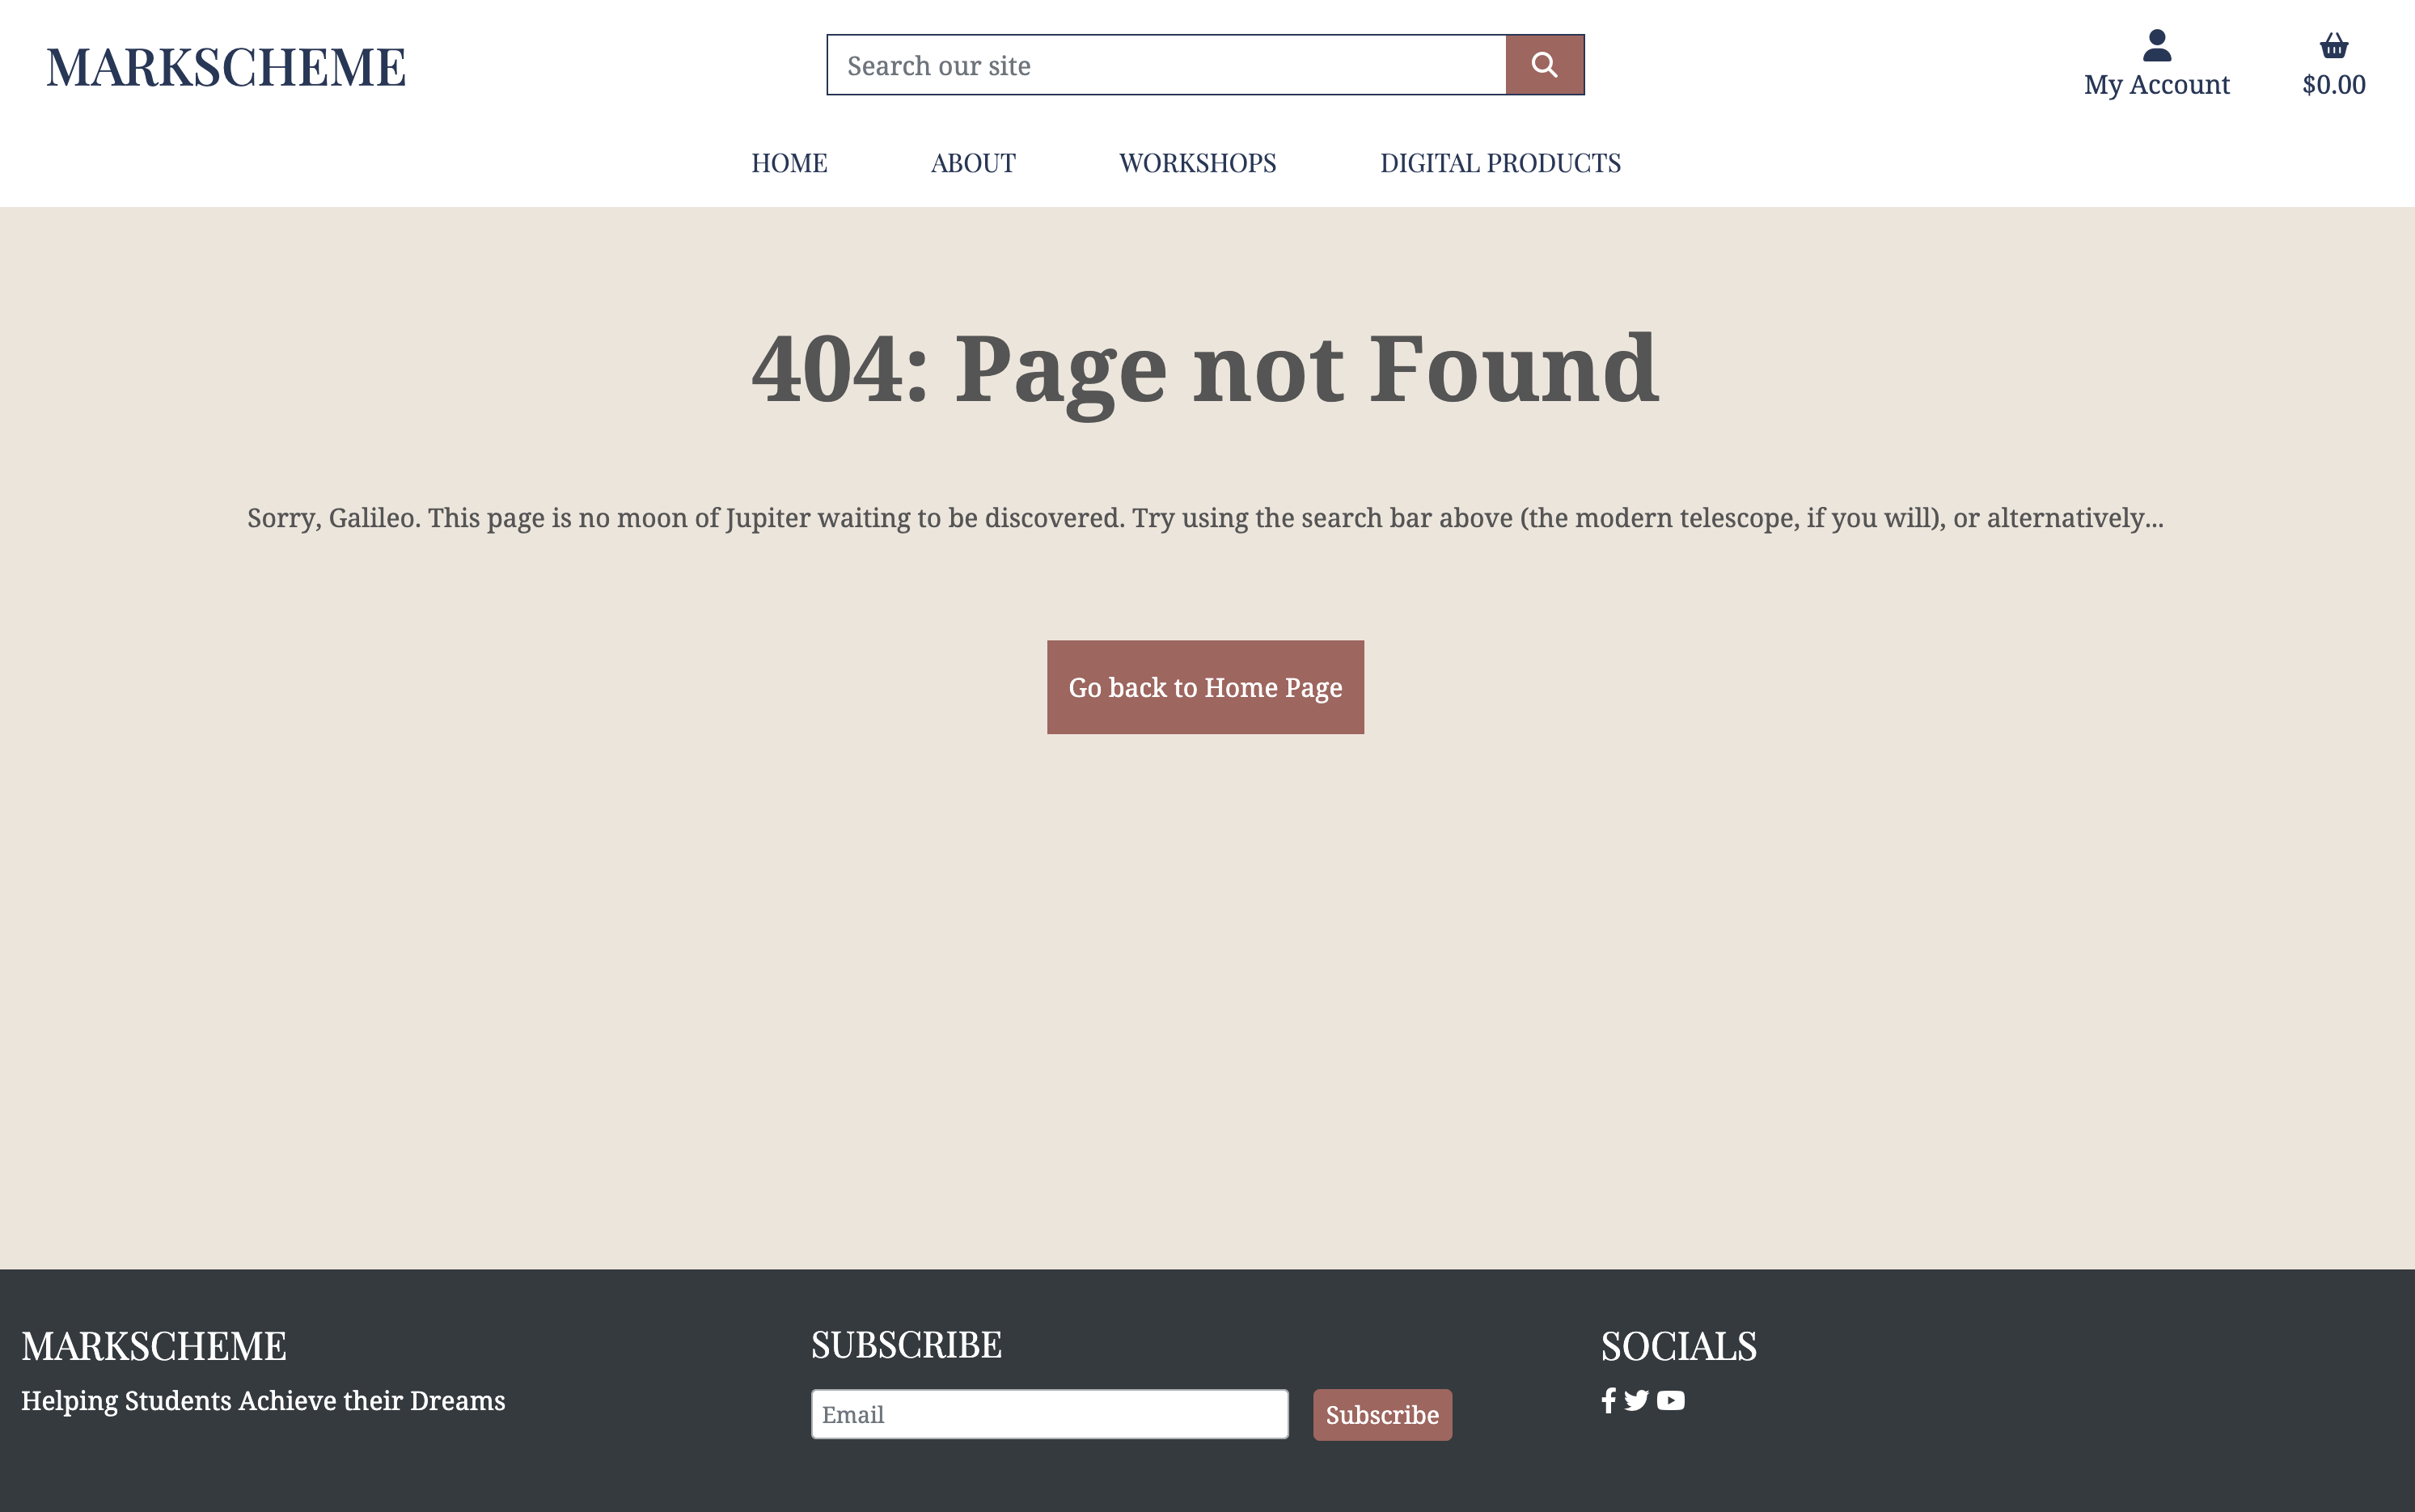 MARKSCHEME
Search our site
My Account
$0.00
HOME ABOUT WORKSHOPS DIGITAL PRODUCTS
404: Page not Found
Sorry, Galileo. This page is no moon of Jupiter waiting to be discovered. Try using the search bar above (the modern telescope, if you will), or alternatively...
Go back to Home Page
MARKSCHEME
Helping Students Achieve their Dreams
SUBSCRIBE
Email
Subscribe
SOCIALS